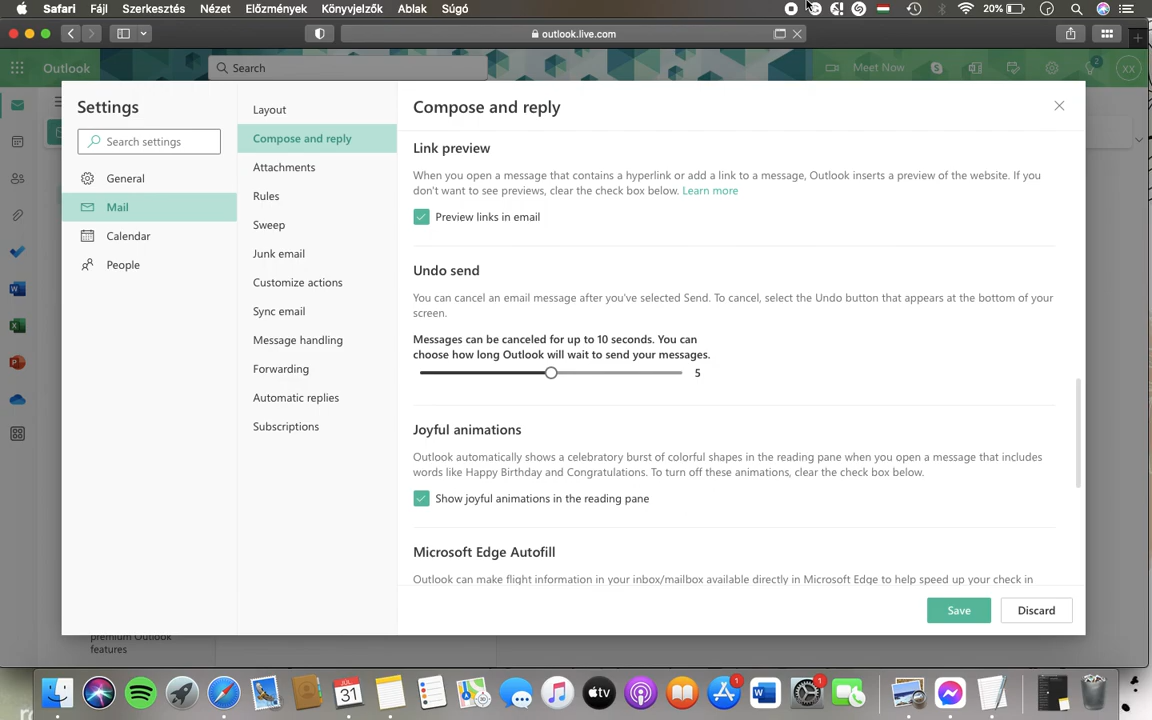 Safari Fájl Szerkesztés Nézet Előzmények Könyvjelzők Ablak Súgó 20%
outlook.live.com
Outlook Search Meet Now 2 XX
Settings
Search settings
General
Mail
Calendar
People
Layout
Compose and reply
Attachments
Rules
Sweep
Junk email
Customize actions
Sync email
Message handling
Forwarding
Automatic replies
Subscriptions
Compose and reply
Link preview
When you open a message that contains a hyperlink or add a link to a message, Outlook inserts a preview of the website. If you
don't want to see previews, clear the check box below. Learn more
Preview links in email
Undo send
You can cancel an email message after you've selected Send. To cancel, select the Undo button that appears at the bottom of your
screen.
Messages can be canceled for up to 10 seconds. You can
choose how long Outlook will wait to send your messages.
5
Joyful animations
Outlook automatically shows a celebratory burst of colorful shapes in the reading pane when you open a message that includes
words like Happy Birthday and Congratulations. To turn off these animations, clear the check box below.
Show joyful animations in the reading pane
Microsoft Edge Autofill
Outlook can make flight information in your inbox/mailbox available directly in Microsoft Edge to help speed up your check in
Save Discard
premium Outlook
features
JUL 31 tv 1 W 1